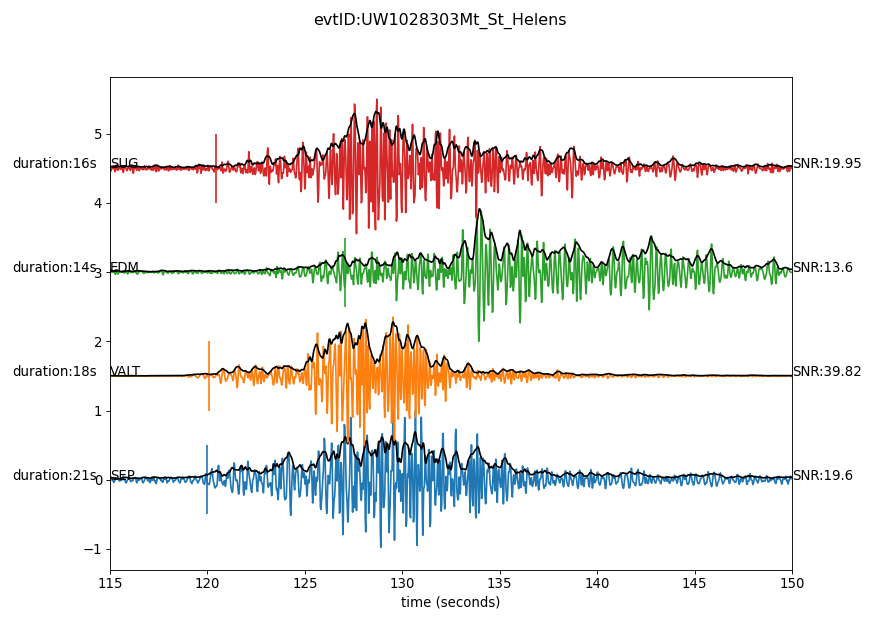 evtID:UW1028303Mt_St_Helens
5
duration:16s SUG SNR:19.95
4
duration:14s EDM SNR:13.6
3
2
duration:18s VALT SNR:39.82
1
duration:21s SEP SNR:19.6
0
−1
115 120 125 130 135 140 145 150
time (seconds)